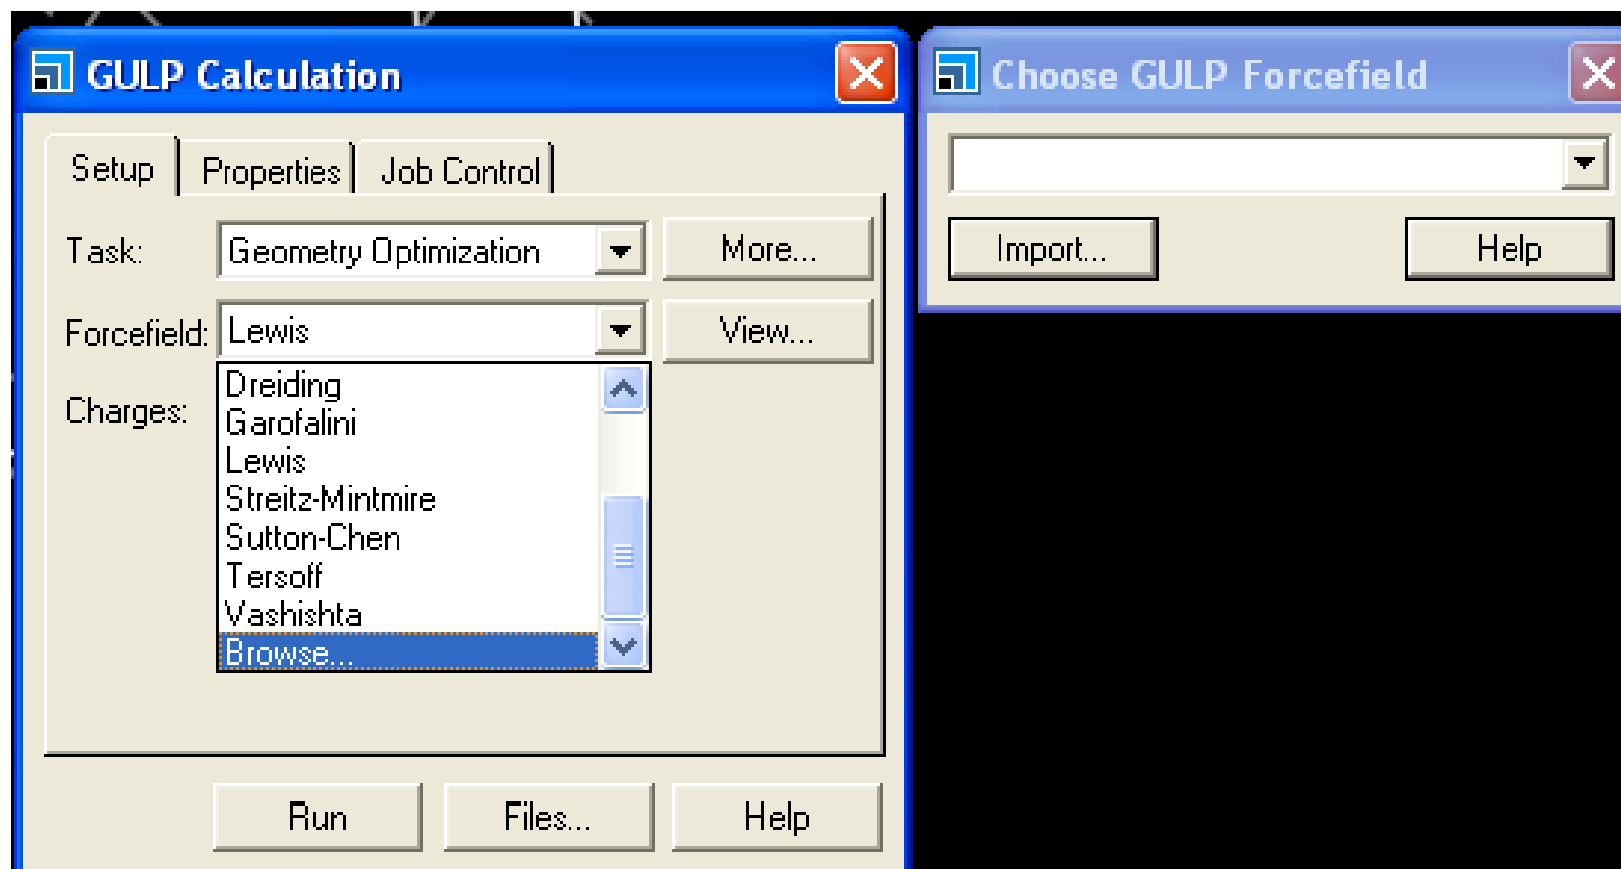 GULP Calculation
Setup
Properties
Job Control
Task:
Geometry Optimization
More...
Forcefield:
Lewis
View...
Charges:
Dreiding
Garofalini
Lewis
Streitz-Mintmire
Sutton-Chen
Tersoff
Vashishta
Browse...
Run
Files...
Help
Choose GULP Forcefield
Import...
Help